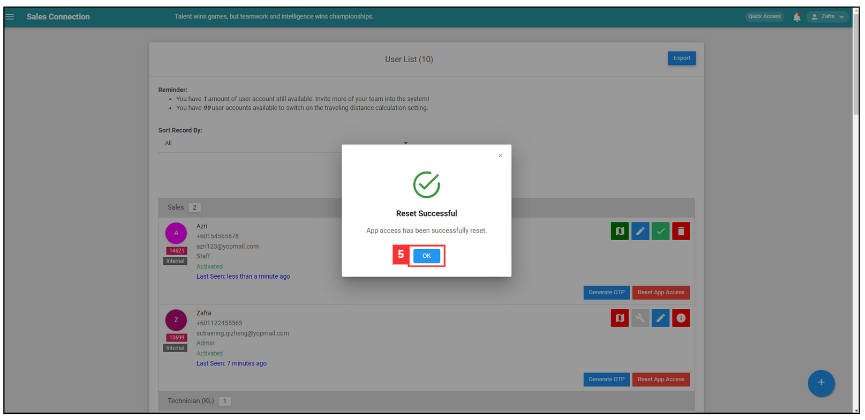 Sales Connection
Talent wins games, but teamwork and intelligence wins championships.
Quick Access
Zafra
User List (10)
Export
Reminder:
You have 1 amount of user account still available. Invite more of your team into the system!
You have 99 user accounts available to switch on the traveling distance calculation setting.
Sort Record By:
All
×
Reset Successful
App access has been successfully reset.
5
OK
Sales 2
A
14621
Internal
Azri
+60154565878
azri123@yopmail.com
Staff
Activated
Last Seen: less than a minute ago
Generate OTP
Reset App Access
Z
Internal
Zafra
+601122455565
sctraining.qizheng@yopmail.com
Admin
Activated
Last Seen: 7 minutes ago
Generate OTP
Reset App Access
Technician (KL) 1
+